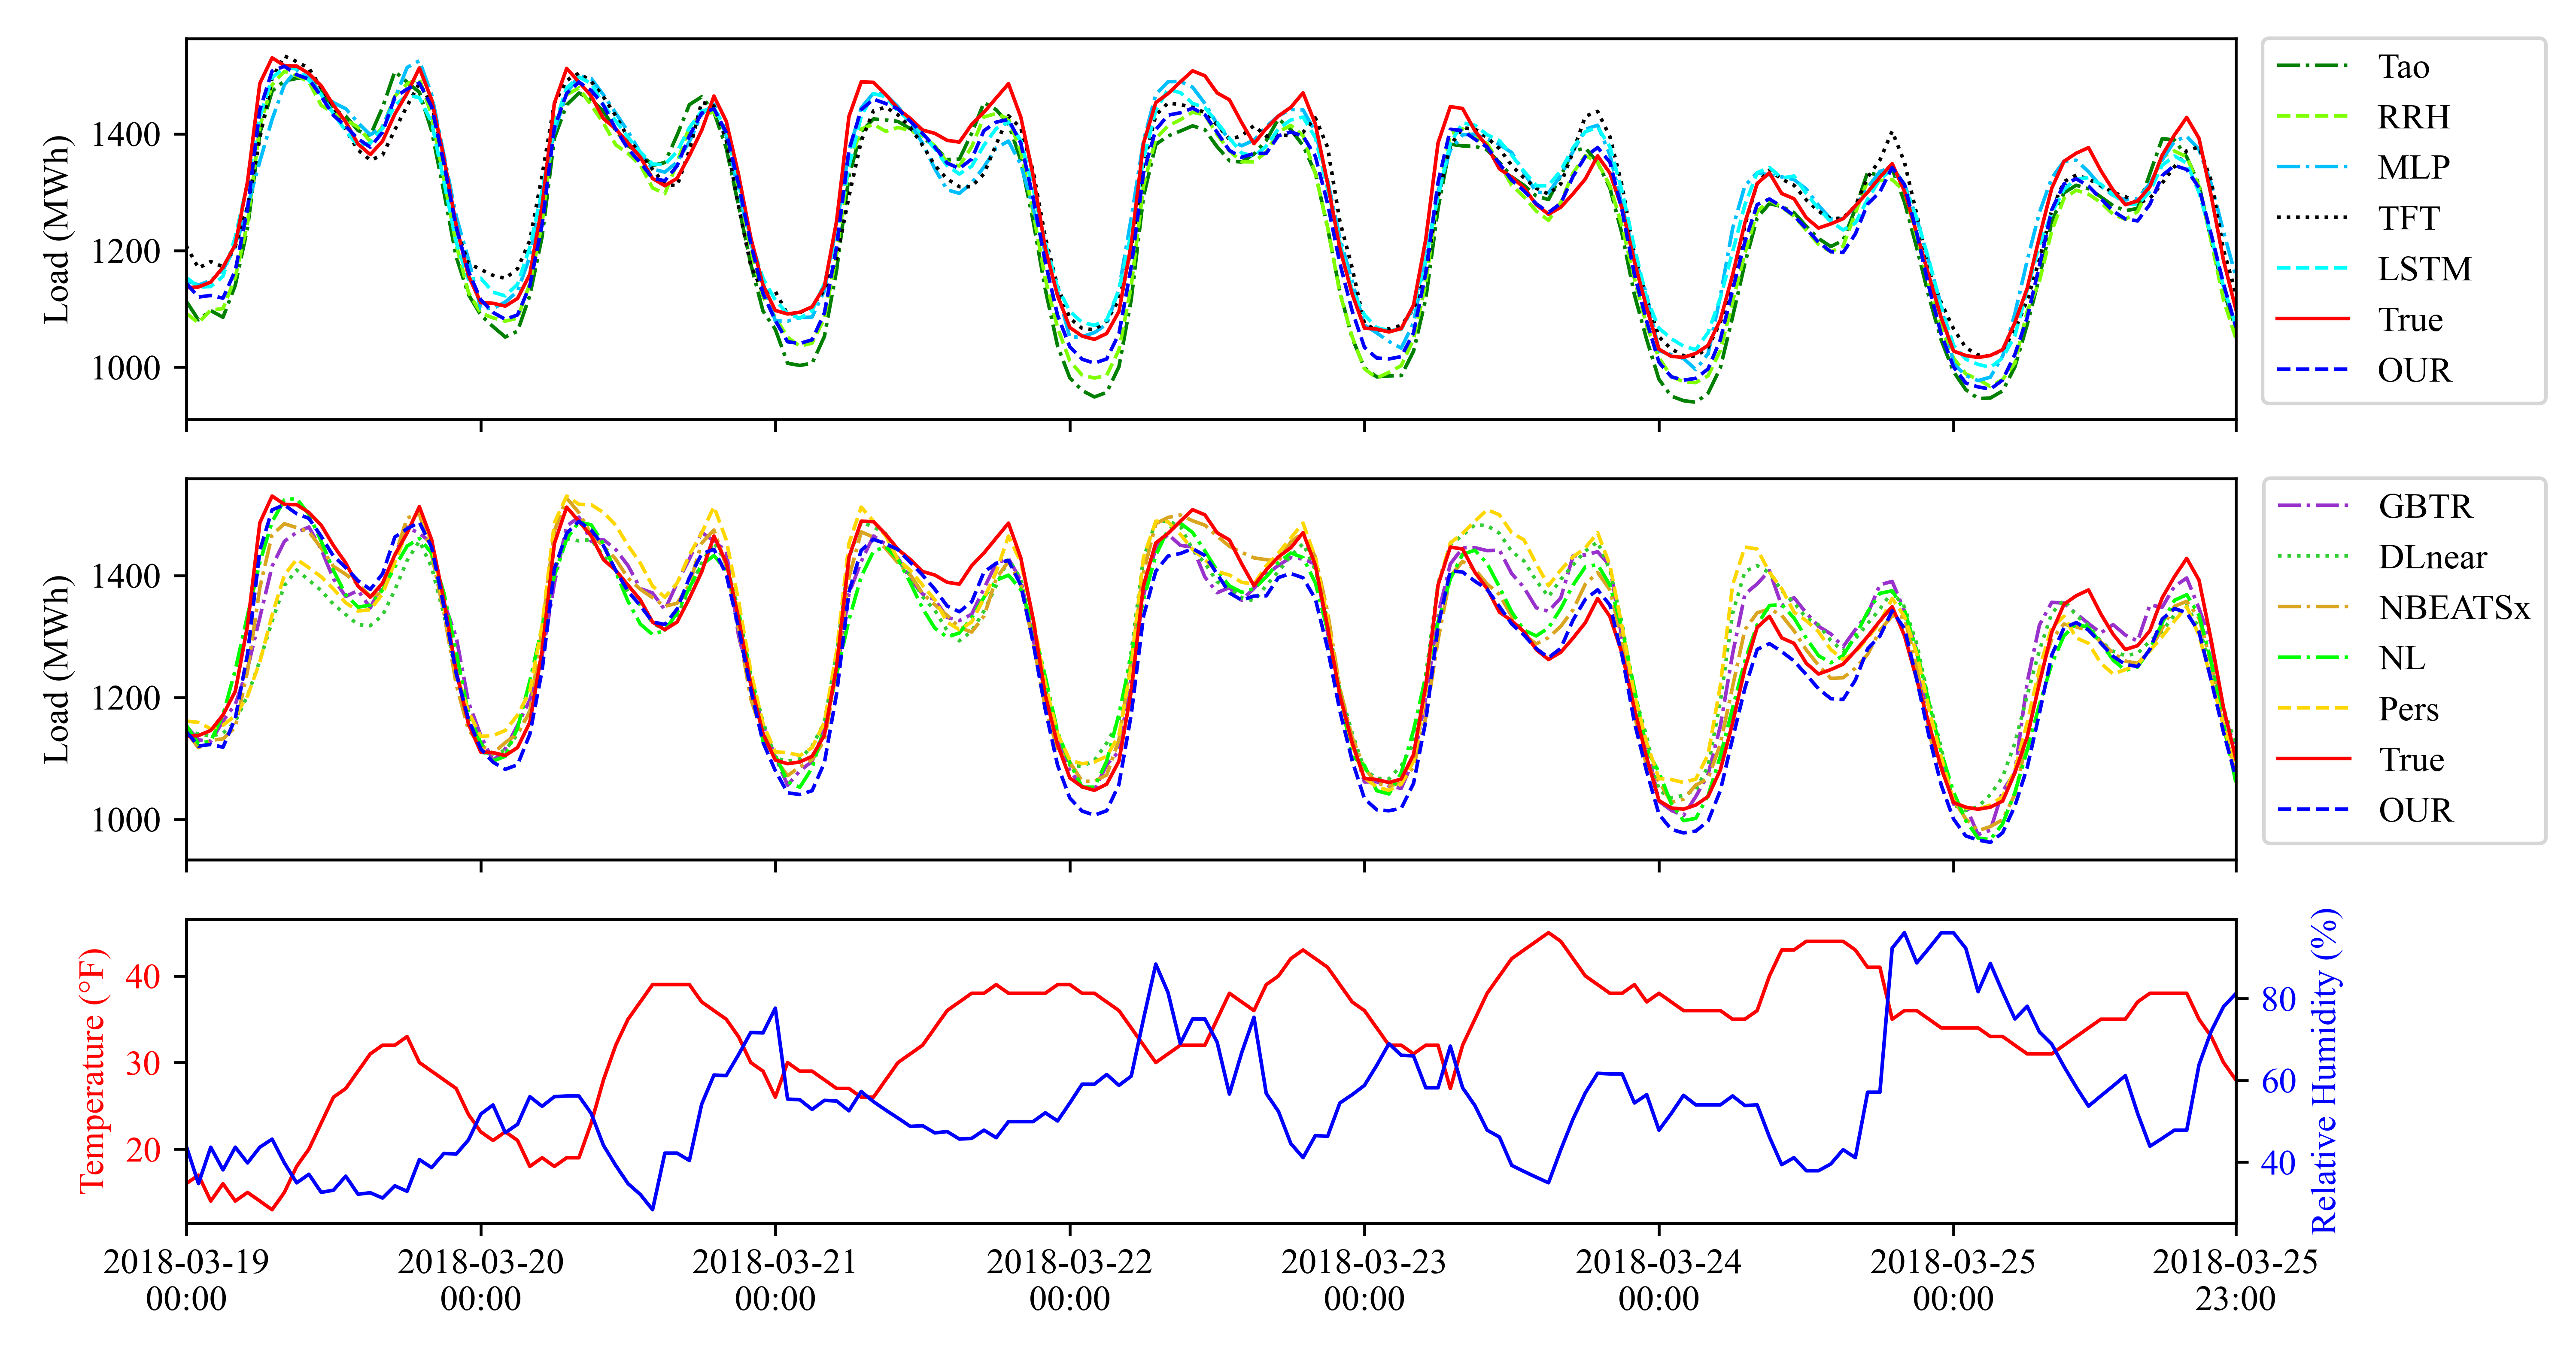 Load (MWh)
1400
1200
1000
Tao
RRH
MLP
TFT
LSTM
True
OUR
Load (MWh)
1400
1200
1000
GBTR
DLnear
NBEATSx
NL
Pers
True
OUR
Temperature (°F)
40
30
20
80
60
40
Relative Humidity (%)
2018-03-19 2018-03-20 2018-03-21 2018-03-22 2018-03-23 2018-03-24 2018-03-25 2018-03-25
00:00 00:00 00:00 00:00 00:00 00:00 00:00 23:00